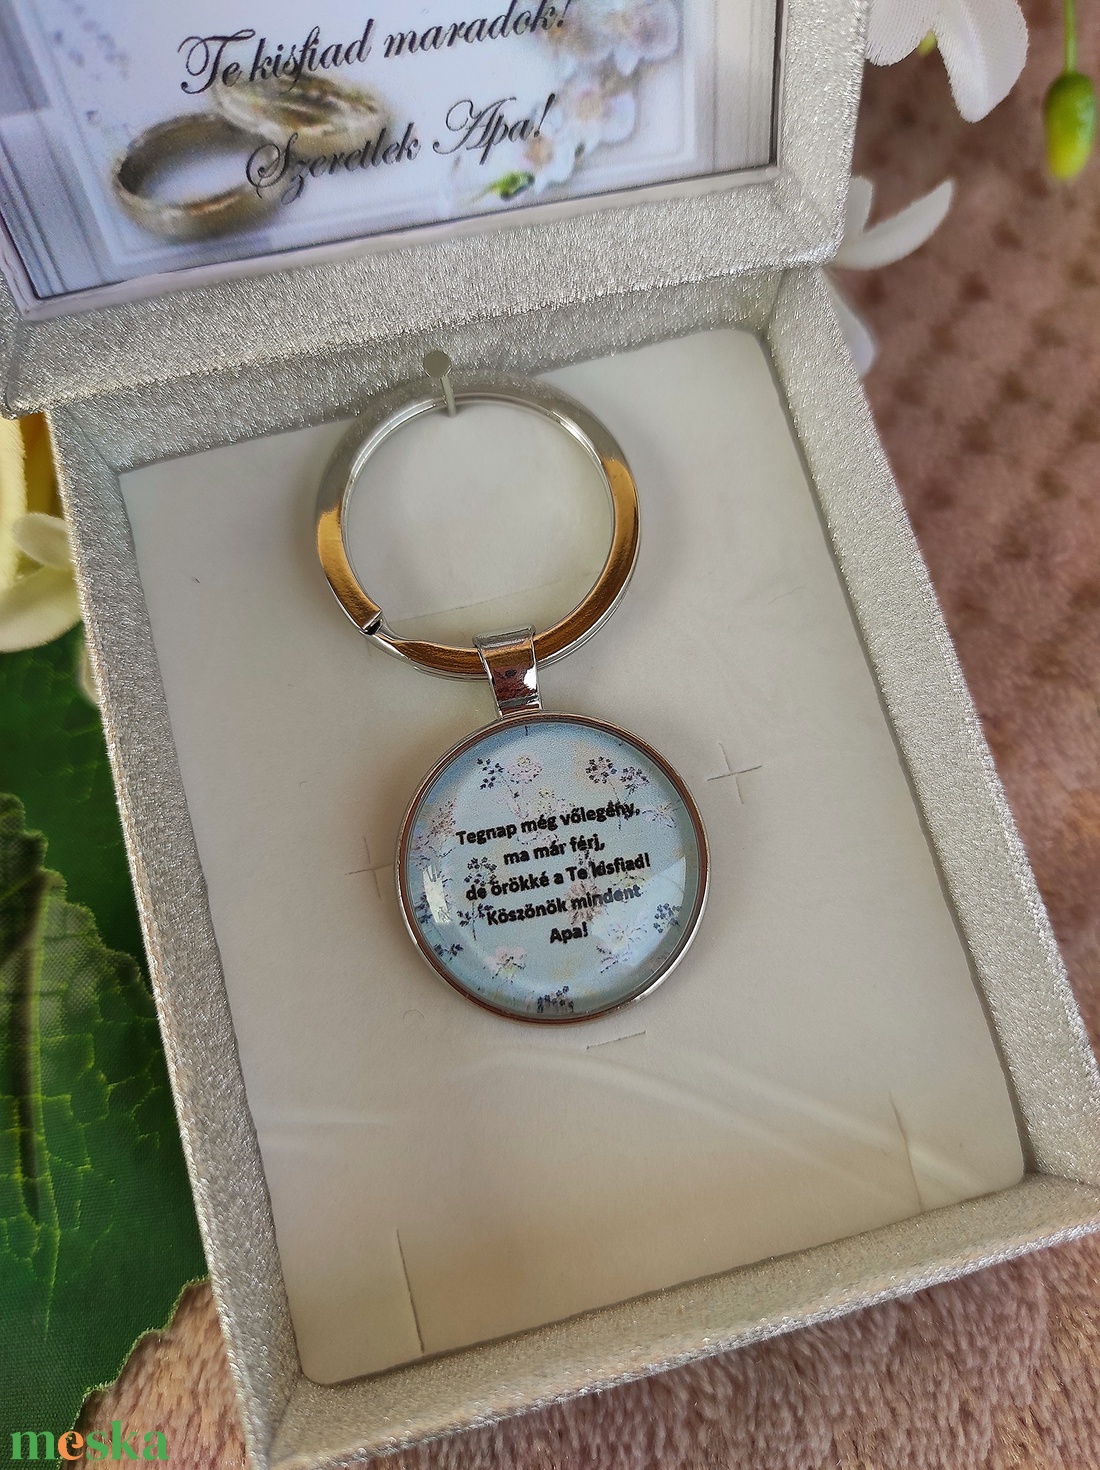 Te kisfiad maradok!
Szeretlek Apa!
Tegnap még vőlegény,
ma már férj,
de örökké a Te kisfiad!
Köszönök mindent
Apa!
meska